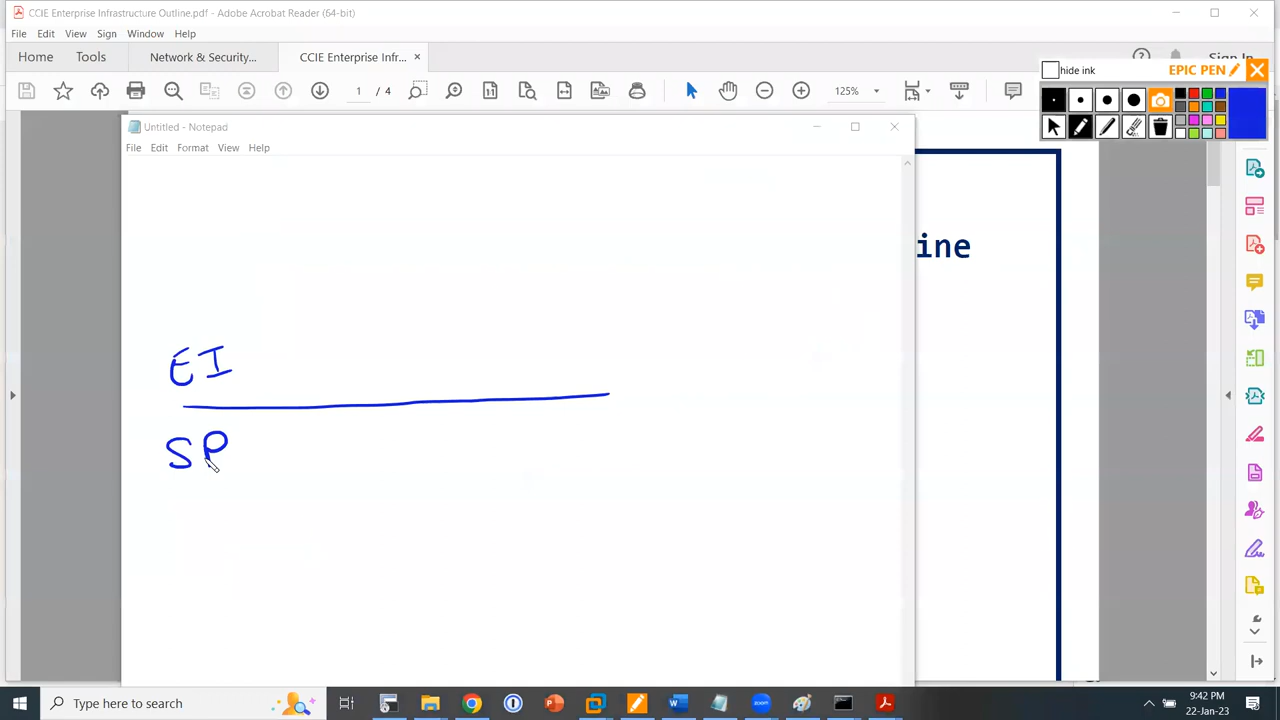 CCIE Enterprise Infrastructure Outline.pdf - Adobe Acrobat Reader (64-bit)
File Edit View Sign Window Help
Home Tools Network & Security... CCIE Enterprise Infr... × Sign In
1 / 4 125%
hide ink EPIC PEN
Untitled - Notepad
File Edit Format View Help
ine
EI
SP
Type here to search
9:42 PM
22-Jan-23